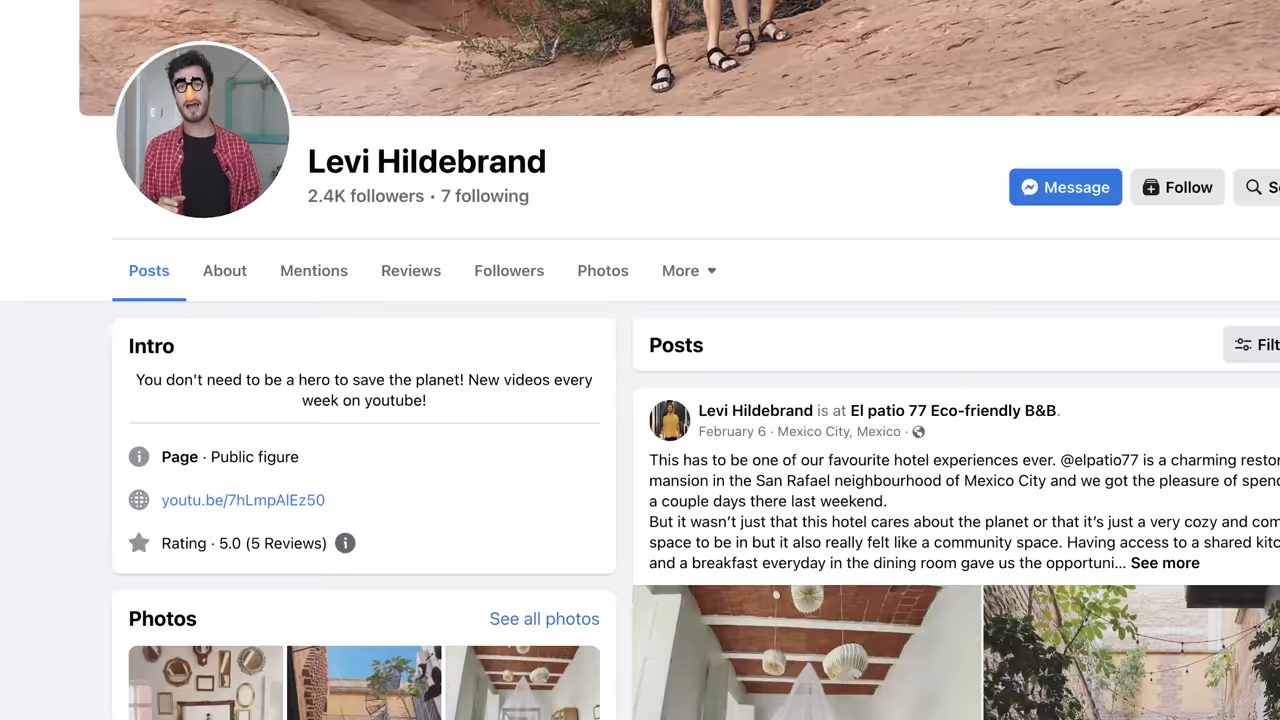 Levi Hildebrand
2.4K followers · 7 following
Message
Follow
Posts
About
Mentions
Reviews
Followers
Photos
More
Intro
You don't need to be a hero to save the planet! New videos every
week on youtube!
Page · Public figure
youtu.be/7hLmpAlEz50
Rating · 5.0 (5 Reviews)
Photos
See all photos
Posts
Filt
Levi Hildebrand is at El patio 77 Eco-friendly B&B.
February 6 · Mexico City, Mexico ·
This has to be one of our favourite hotel experiences ever. @elpatio77 is a charming restor
mansion in the San Rafael neighbourhood of Mexico City and we got the pleasure of spend
a couple days there last weekend.
But it wasn’t just that this hotel cares about the planet or that it’s just a very cozy and com
space to be in but it also really felt like a community space. Having access to a shared kitc
and a breakfast everyday in the dining room gave us the opportuni... See more